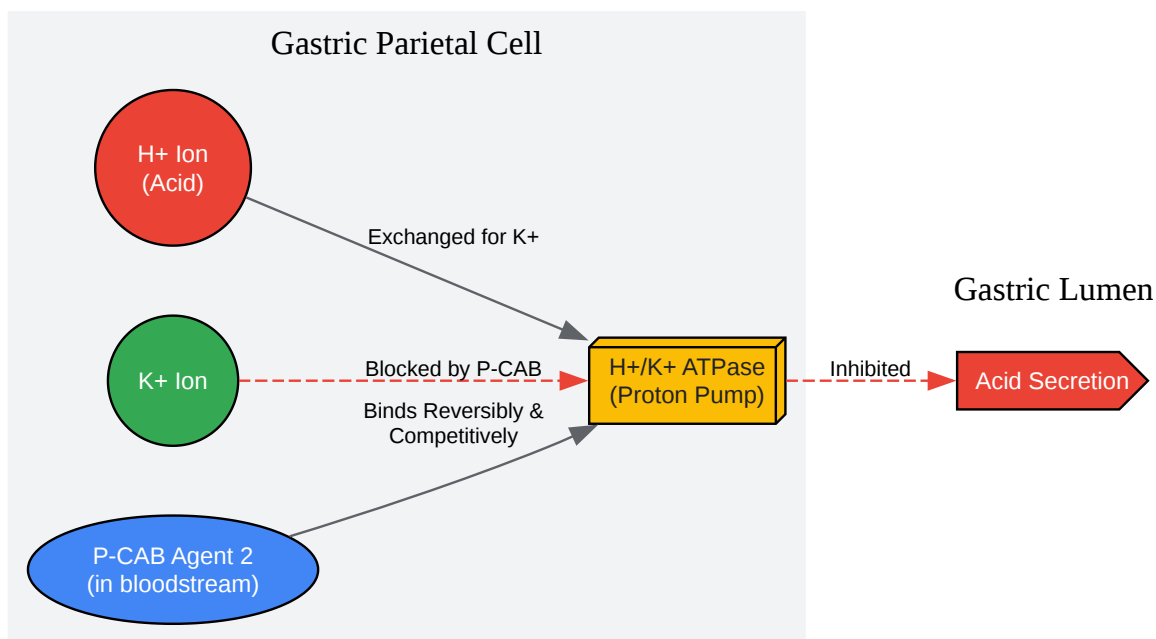 Gastric Parietal Cell
H+ Ion
(Acid)
Exchanged for K+
Gastric Lumen
K+ Ion
Blocked by P-CAB
H+/K+ ATPase
(Proton Pump)
Inhibited
Acid Secretion
Binds Reversibly &
Competitively
P-CAB Agent 2
(in bloodstream)